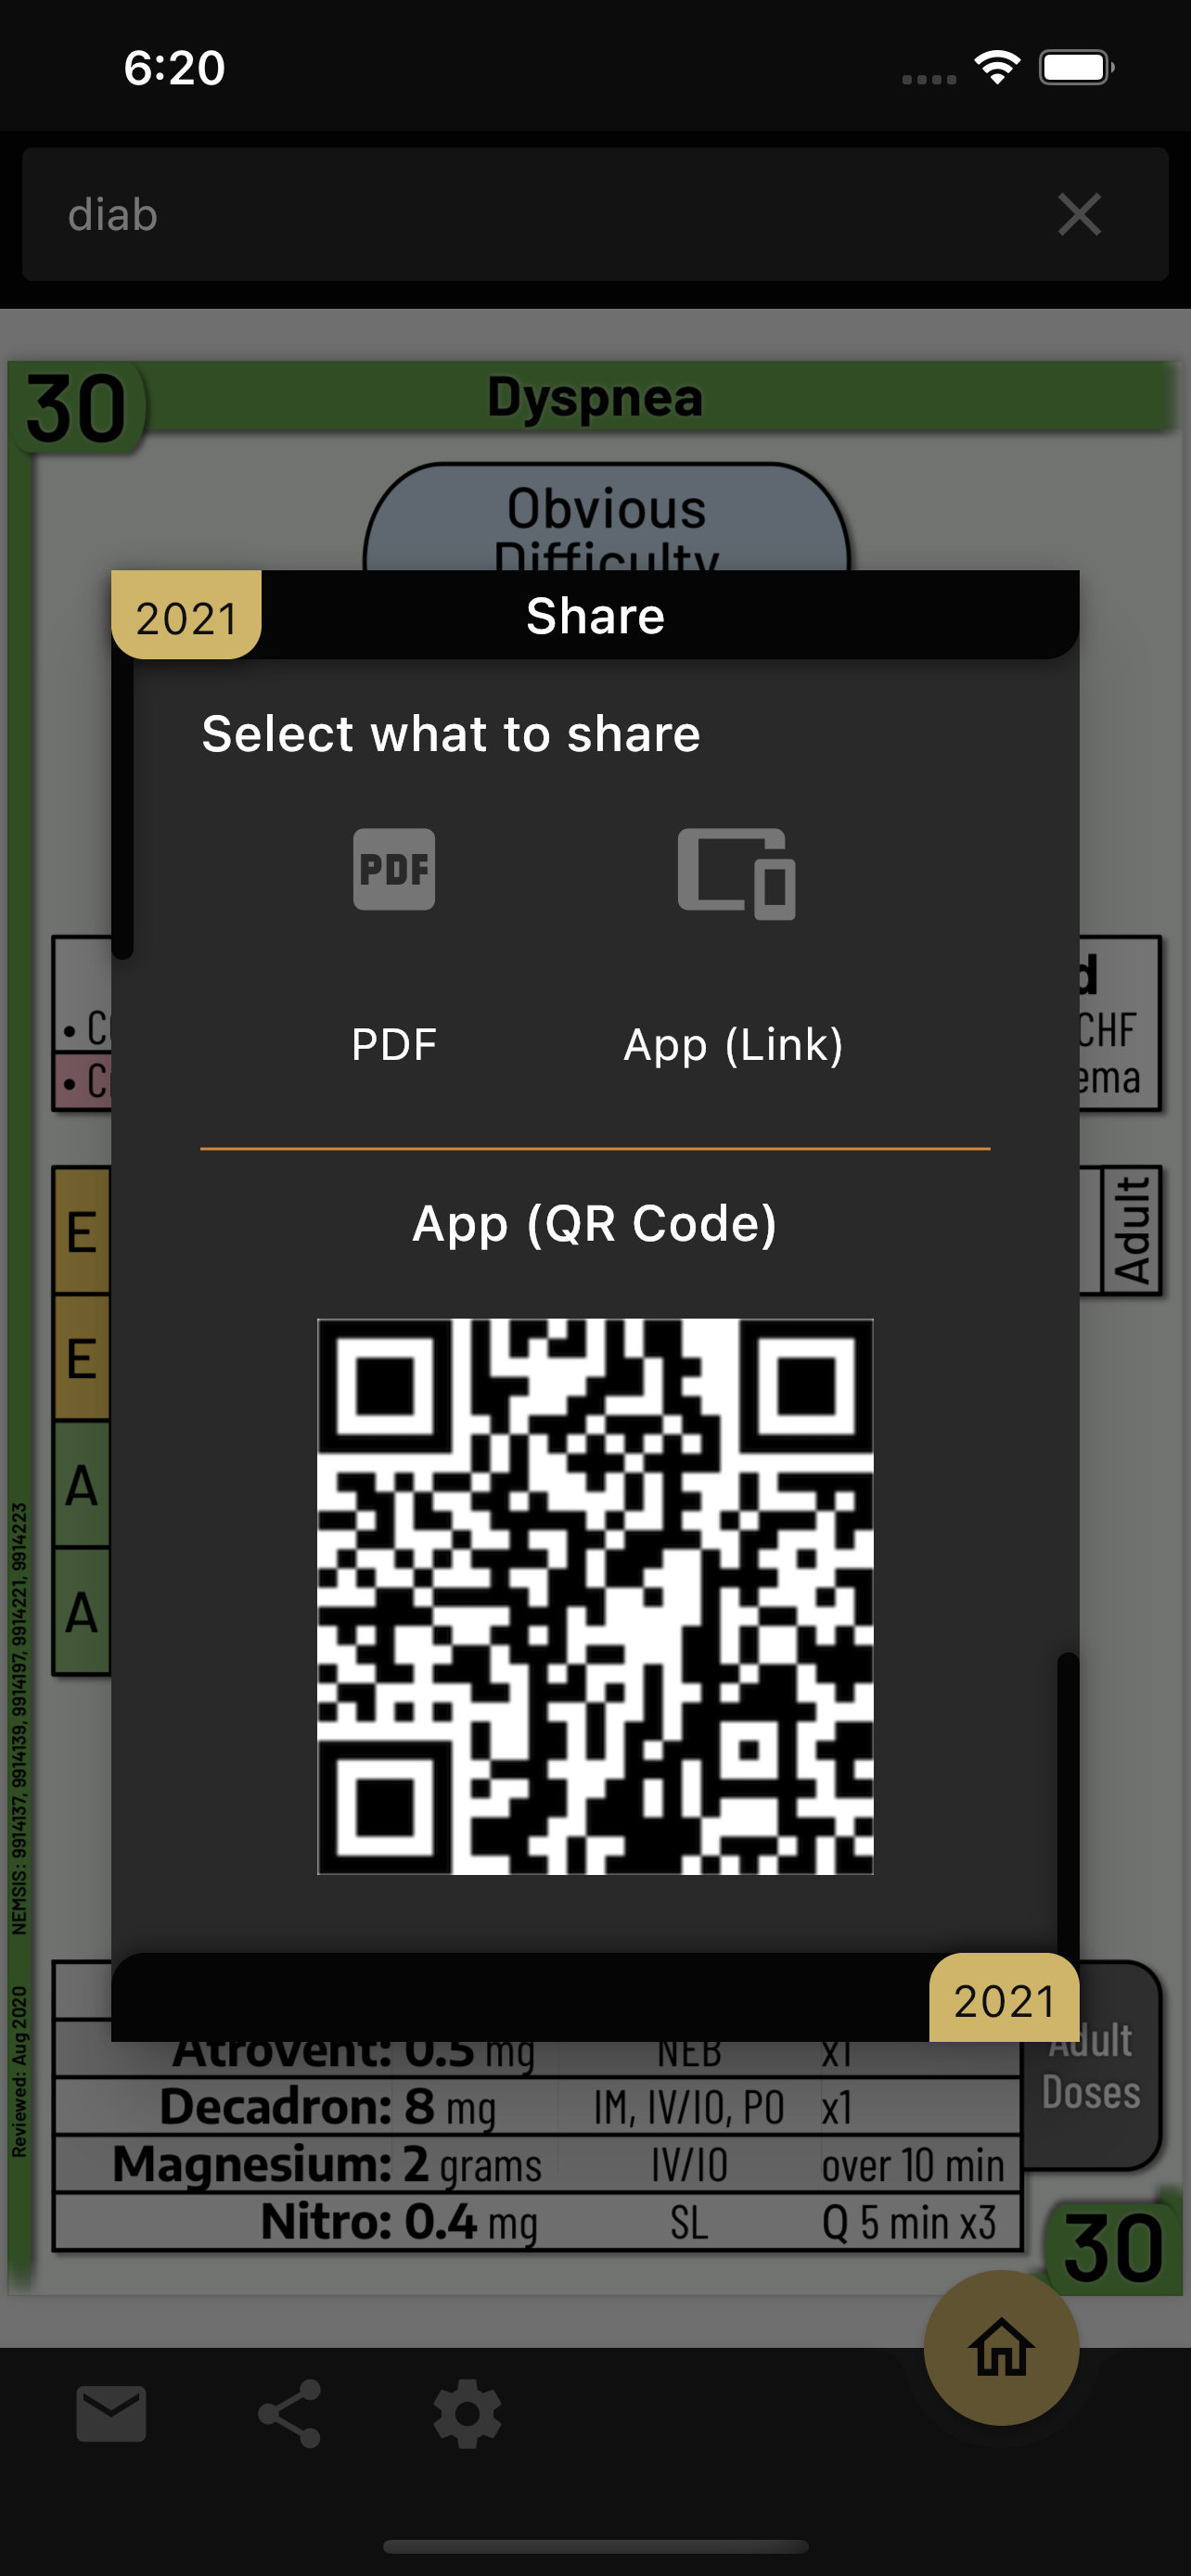 6:20
diab
30
Dyspnea
Obvious
Difficulty
2021
Share
Select what to share
PDF
PDF
App (Link)
CHF
E
Adult
App (QR Code)
E
A
A
NEMSIS: 9914137, 9914139, 9914197, 9914221, 9914223
Reviewed: Aug 2020
2021
Atrovent: 0.5 mg NEB x1
Decadron: 8 mg IM, IV/IO, PO x1
Magnesium: 2 grams IV/IO over 10 min
Nitro: 0.4 mg SL Q 5 min x3
Adult
Doses
30